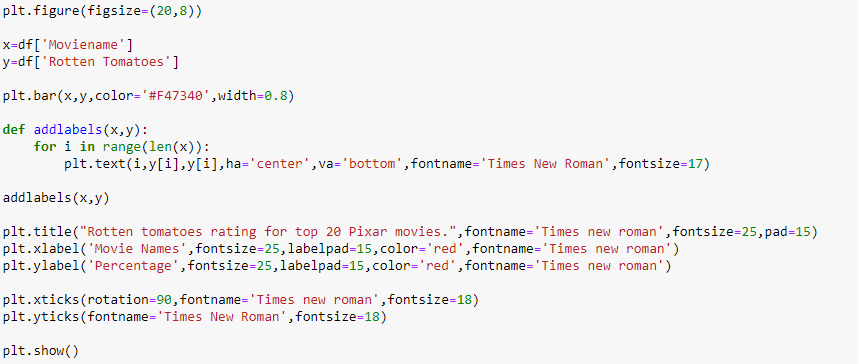 plt.figure(figsize=(20,8))
x=df['Moviename']
y=df['Rotten Tomatoes']
plt.bar(x,y,color='#F47340',width=0.8)
def addlabels(x,y):
    for i in range(len(x)):
        plt.text(i,y[i],y[i],ha='center',va='bottom',fontname='Times New Roman',fontsize=17)
addlabels(x,y)
plt.title("Rotten tomatoes rating for top 20 Pixar movies.",fontname='Times new roman',fontsize=25,pad=15)
plt.xlabel('Movie Names',fontsize=25,labelpad=15,color='red',fontname='Times new roman')
plt.ylabel('Percentage',fontsize=25,labelpad=15,color='red',fontname='Times new roman')
plt.xticks(rotation=90,fontname='Times new roman',fontsize=18)
plt.yticks(fontname='Times New Roman',fontsize=18)
plt.show()